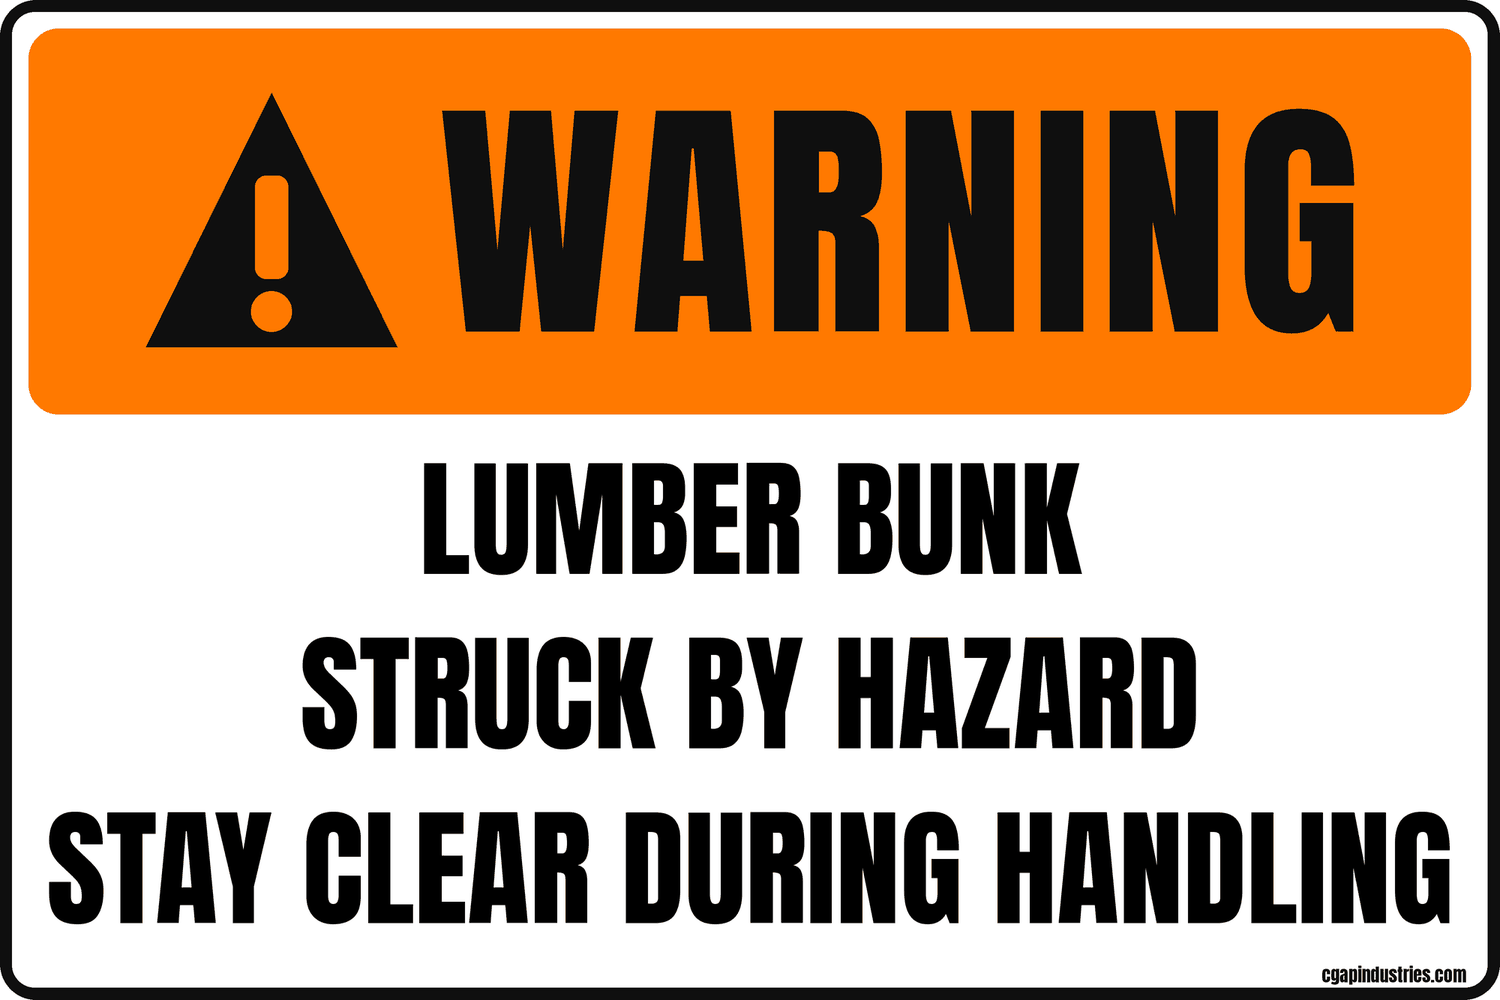 WARNING
LUMBER BUNK
STRUCK BY HAZARD
STAY CLEAR DURING HANDLING
cgapindustries.com